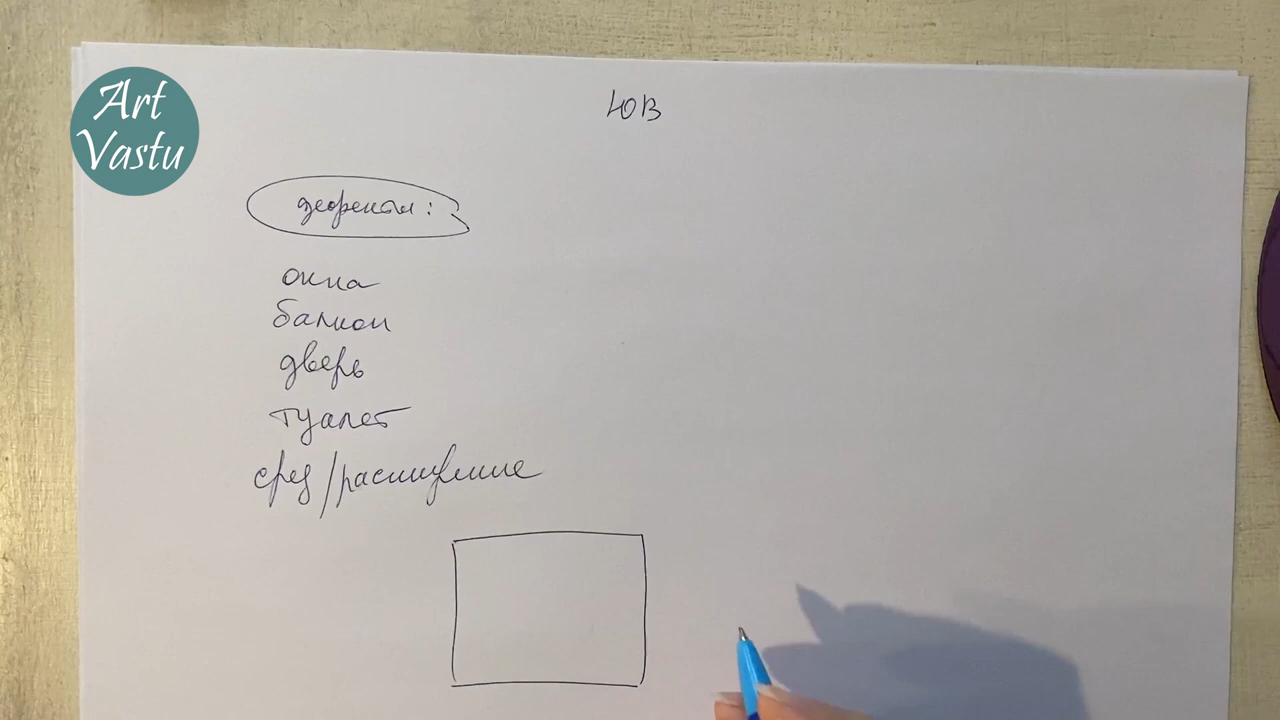 Art
Vastu
ЮВ
дефекты:
окна
балкон
дверь
туалет
срез/расширение